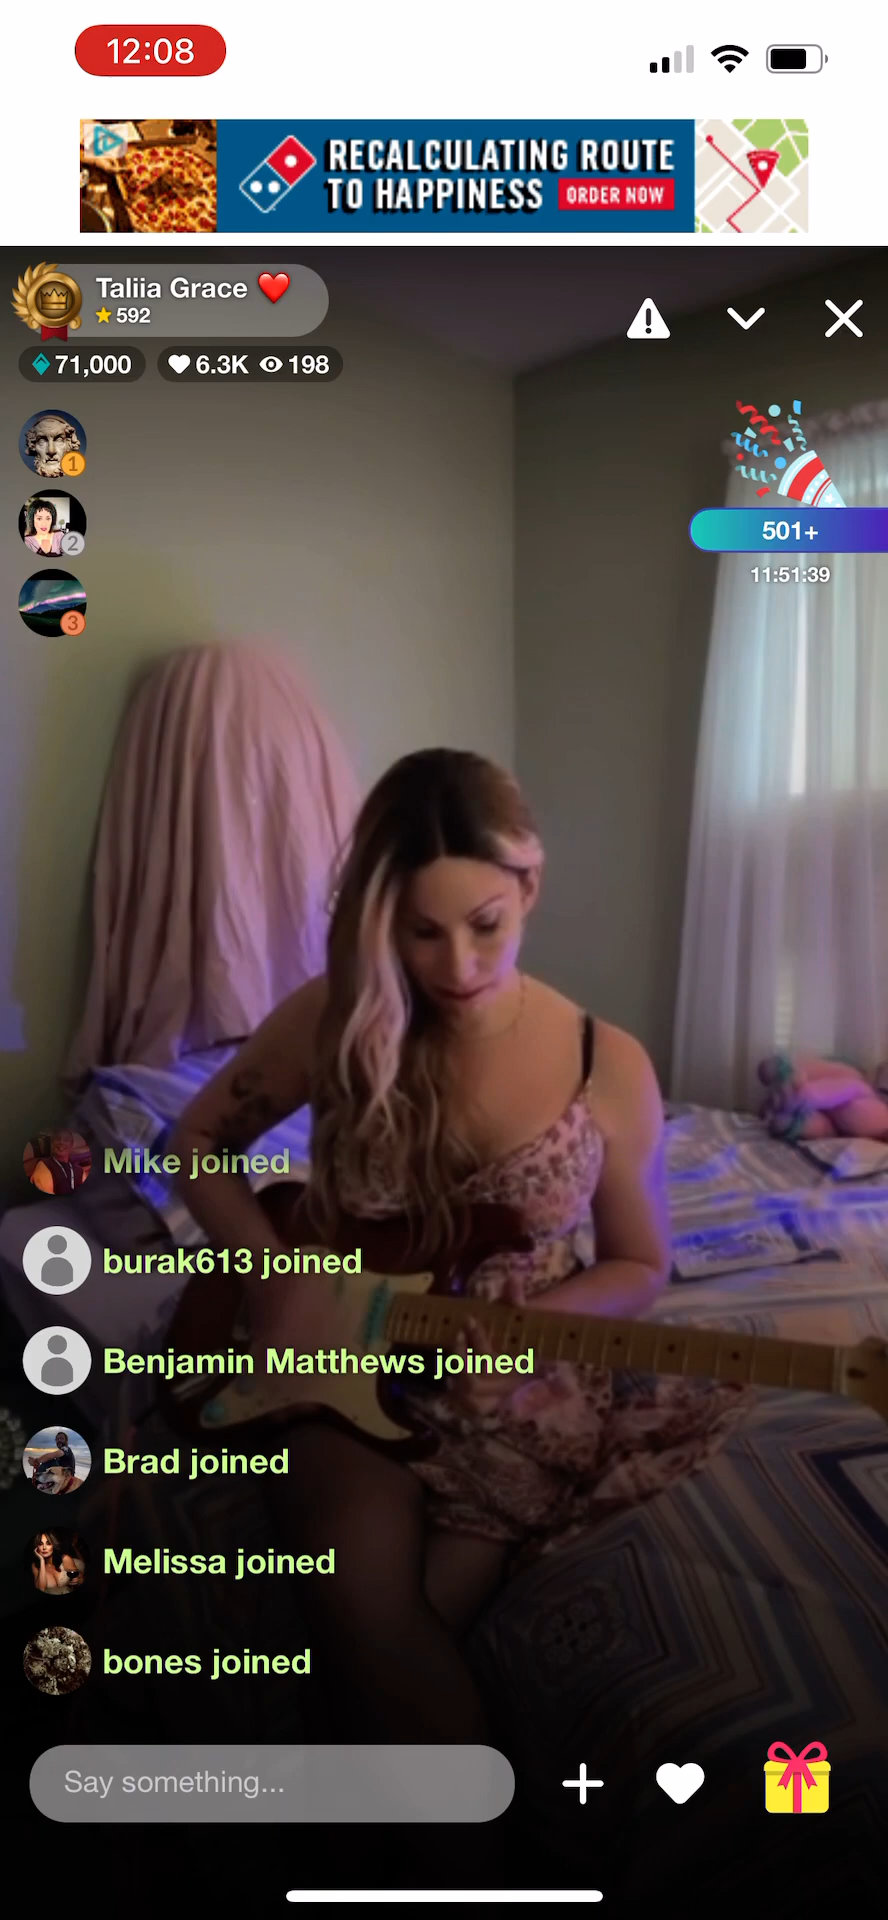 12:08
RECALCULATING ROUTE
TO HAPPINESS ORDER NOW
Taliia Grace ❤️
592
71,000 6.3K 198
1
2
3
501+
11:51:39
Mike joined
burak613 joined
Benjamin Matthews joined
Brad joined
Melissa joined
bones joined
Say something...